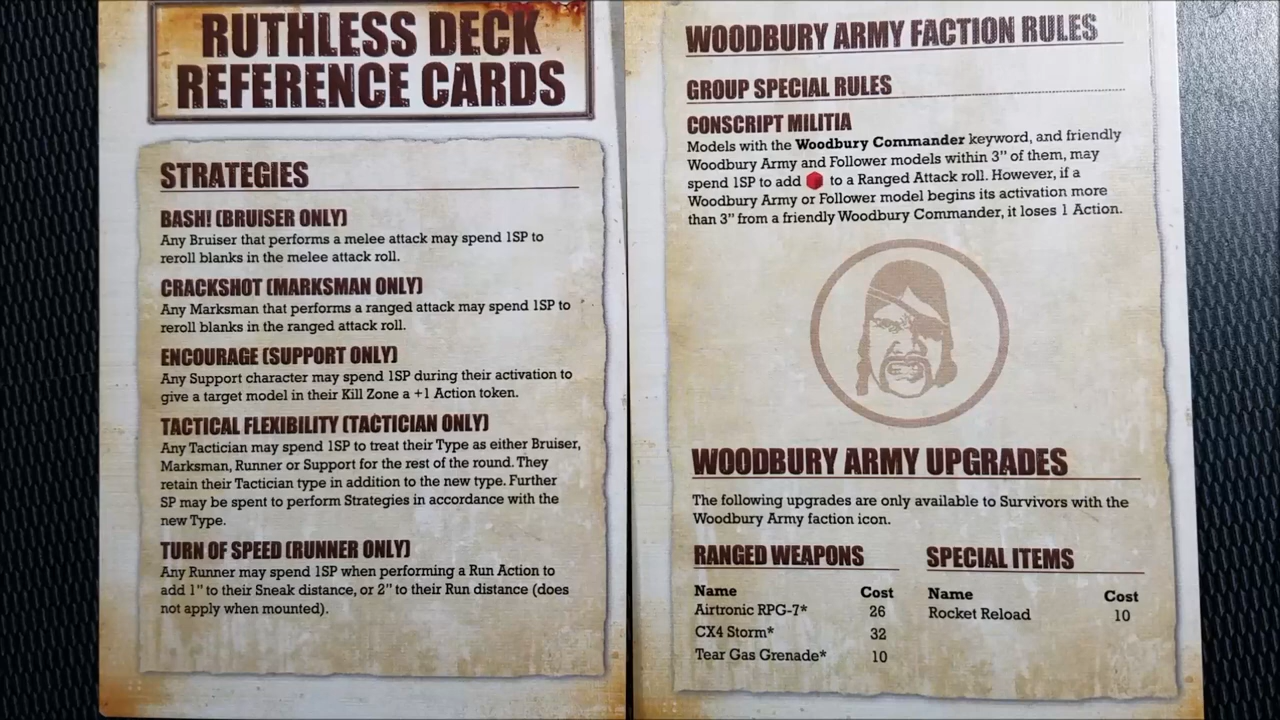 RUTHLESS DECK
REFERENCE CARDS
STRATEGIES
BASH! (BRUISER ONLY)
Any Bruiser that performs a melee attack may spend 1SP to
reroll blanks in the melee attack roll.
CRACKSHOT (MARKSMAN ONLY)
Any Marksman that performs a ranged attack may spend 1SP to
reroll blanks in the ranged attack roll.
ENCOURAGE (SUPPORT ONLY)
Any Support character may spend 1SP during their activation to
give a target model in their Kill Zone a +1 Action token.
TACTICAL FLEXIBILITY (TACTICIAN ONLY)
Any Tactician may spend 1SP to treat their Type as either Bruiser,
Marksman, Runner or Support for the rest of the round. They
retain their Tactician type in addition to the new type. Further
SP may be spent to perform Strategies in accordance with the
new Type.
TURN OF SPEED (RUNNER ONLY)
Any Runner may spend 1SP when performing a Run Action to
add 1" to their Sneak distance, or 2" to their Run distance (does
not apply when mounted).
WOODBURY ARMY FACTION RULES
GROUP SPECIAL RULES
CONSCRIPT MILITIA
Models with the Woodbury Commander keyword, and friendly
Woodbury Army and Follower models within 3" of them, may
spend 1SP to add to a Ranged Attack roll. However, if a
Woodbury Army or Follower model begins its activation more
than 3" from a friendly Woodbury Commander, it loses 1 Action.
WOODBURY ARMY UPGRADES
The following upgrades are only available to Survivors with the
Woodbury Army faction icon.
RANGED WEAPONS
Name Cost
Airtronic RPG-7* 26
CX4 Storm* 32
Tear Gas Grenade* 10
SPECIAL ITEMS
Name Cost
Rocket Reload 10